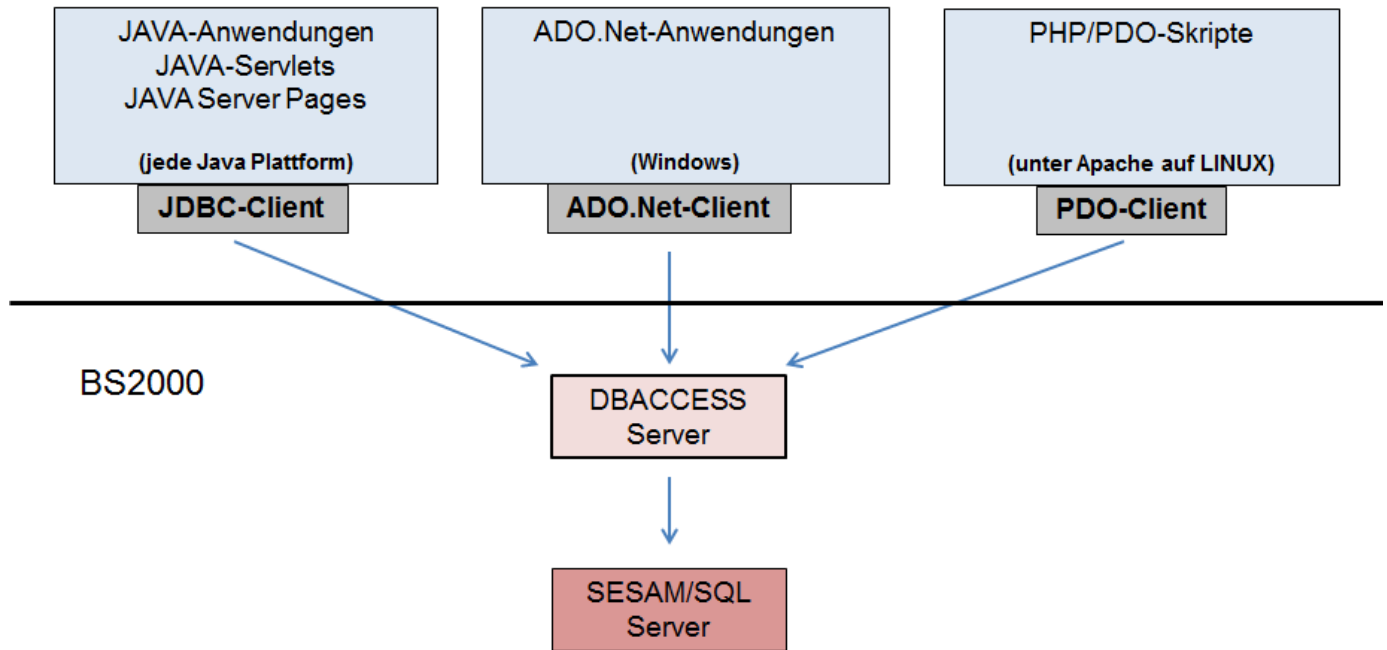 JAVA-Anwendungen
JAVA-Servlets
JAVA Server Pages
(jede Java Plattform)
JDBC-Client
ADO.Net-Anwendungen
(Windows)
ADO.Net-Client
PHP/PDO-Skripte
(unter Apache auf LINUX)
PDO-Client
BS2000
DBACCESS
Server
SESAM/SQL
Server